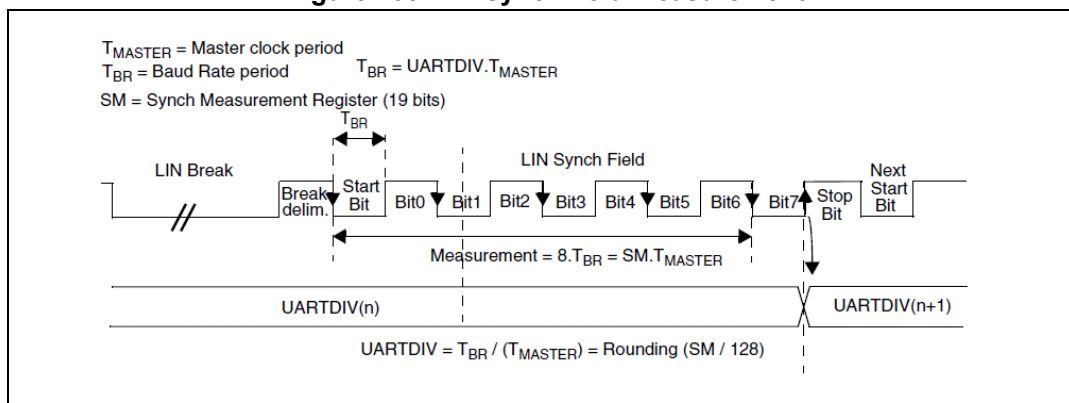 T_MASTER = Master clock period
T_BR = Baud Rate period T_BR = UARTDIV.T_MASTER
SM = Synch Measurement Register (19 bits)
T_BR
LIN Break
LIN Synch Field
Next
Break
delim.
Start
Bit
Bit0
Bit1
Bit2
Bit3
Bit4
Bit5
Bit6
Bit7
Stop
Bit
Start
Bit
Measurement = 8.T_BR = SM.T_MASTER
UARTDIV(n)
UARTDIV(n+1)
UARTDIV = T_BR / (T_MASTER) = Rounding (SM / 128)